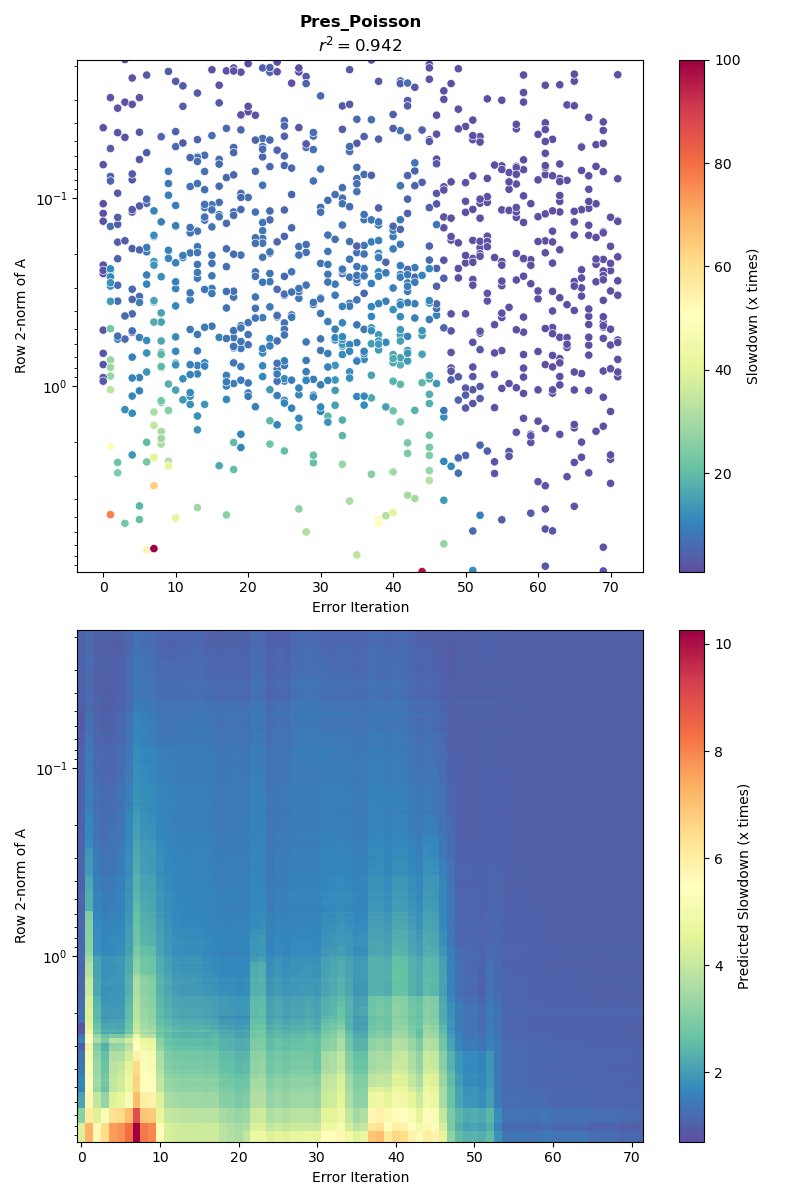 Pres_Poisson
r² = 0.942
Row 2-norm of A
10⁻¹
10⁰
0 10 20 30 40 50 60 70
Error Iteration
100
80
60
40
20
Slowdown (x times)
Row 2-norm of A
10⁻¹
10⁰
0 10 20 30 40 50 60 70
Error Iteration
10
8
6
4
2
Predicted Slowdown (x times)